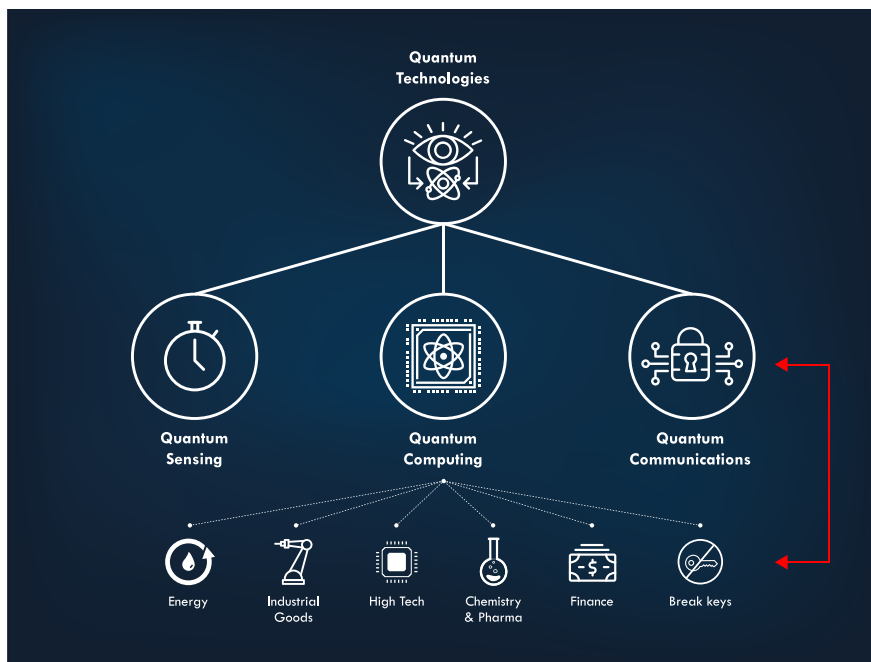 Quantum
Technologies
Quantum
Sensing
Quantum
Computing
Quantum
Communications
Energy
Industrial
Goods
High Tech
Chemistry
& Pharma
$
Finance
Break keys